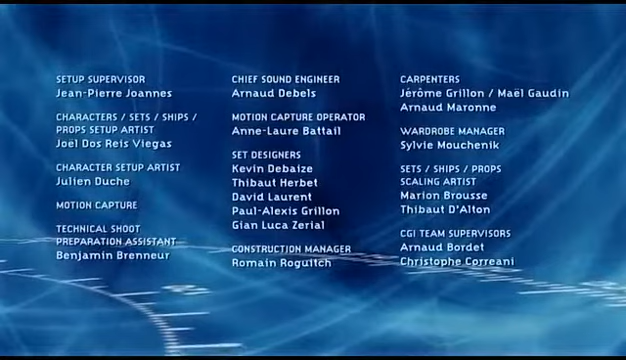 SETUP SUPERVISOR
Jean-Pierre Joannes
CHARACTERS / SETS / SHIPS /
PROPS SETUP ARTIST
Joël Dos Reis Viegas
CHARACTER SETUP ARTIST
Julien Duche
MOTION CAPTURE
TECHNICAL SHOOT
PREPARATION ASSISTANT
Benjamin Brenneur
CHIEF SOUND ENGINEER
Arnaud Debels
MOTION CAPTURE OPERATOR
Anne-Laure Battail
SET DESIGNERS
Kevin Debaize
Thibaut Herbet
David Laurent
Paul-Alexis Grillon
Gian Luca Zerial
CONSTRUCTION MANAGER
Romain Roguitch
CARPENTERS
Jérôme Grillon / Maël Gaudin
Arnaud Maronne
WARDROBE MANAGER
Sylvie Mouchenik
SETS / SHIPS / PROPS
SCALING ARTIST
Marion Brousse
Thibaut D'Alton
CGI TEAM SUPERVISORS
Arnaud Bordet
Christophe Correani